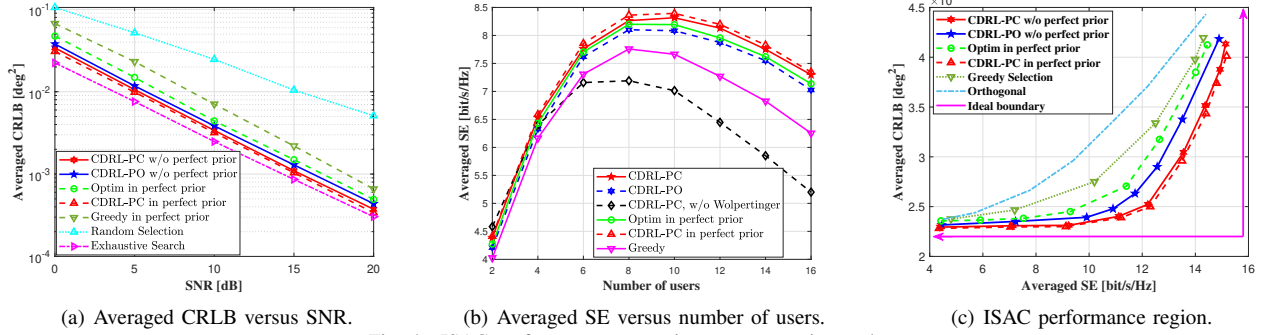 10^-1
10^-2
10^-3
10^-4
0
5
10
15
20
Averaged CRLB [deg^2]
SNR [dB]
CDRL-PC w/o perfect prior
CDRL-PO w/o perfect prior
Optim in perfect prior
CDRL-PC in perfect prior
Greedy in perfect prior
Random Selection
Exhaustive Search
8.5
8
7.5
7
6.5
6
5.5
5
4.5
4
2
4
6
8
10
12
14
16
Averaged SE [bit/s/Hz]
Number of users
CDRL-PC
CDRL-PO
CDRL-PC, w/o Wolpertinger
Optim in perfect prior
CDRL-PC in perfect prior
Greedy
4.5
4
3.5
3
2.5
2
4
6
8
10
12
14
16
Averaged CRLB [deg^2]
Averaged SE [bit/s/Hz]
CDRL-PC w/o perfect prior
CDRL-PO w/o perfect prior
Optim in perfect prior
CDRL-PC in perfect prior
Greedy Selection
Orthogonal
Ideal boundary
(a) Averaged CRLB versus SNR.
(b) Averaged SE versus number of users.
(c) ISAC performance region.